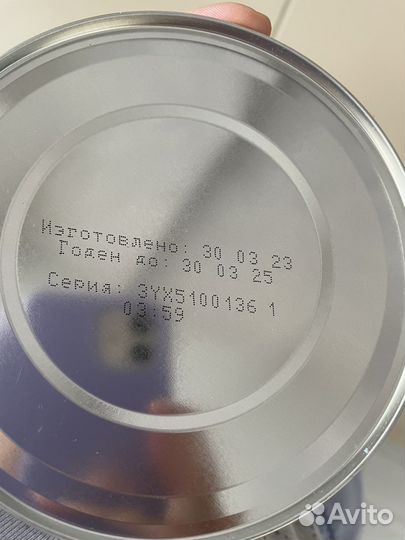 Изготовлено: 30 03 23
Годен до: 30 03 25
Серия: 3YX5100136 1
03:59
Avito